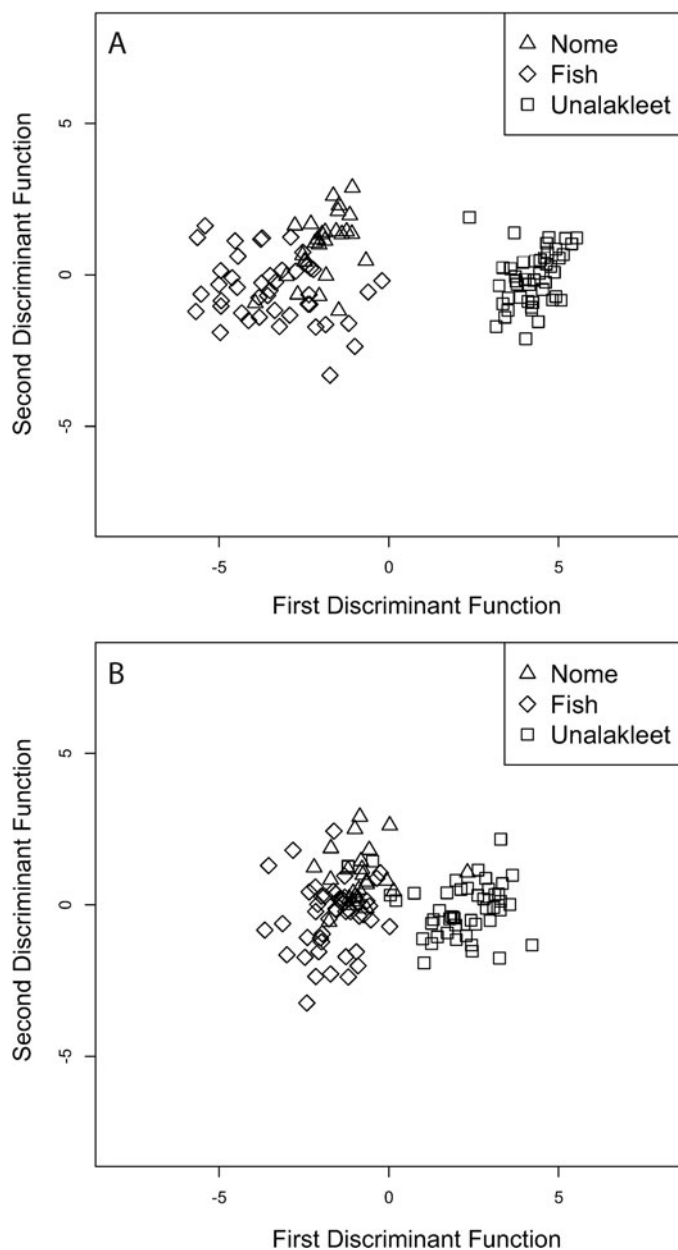 A
Nome
Fish
Unalakleet
5
0
-5
Second Discriminant Function
-5 0 5
First Discriminant Function
B
Nome
Fish
Unalakleet
5
0
-5
Second Discriminant Function
-5 0 5
First Discriminant Function